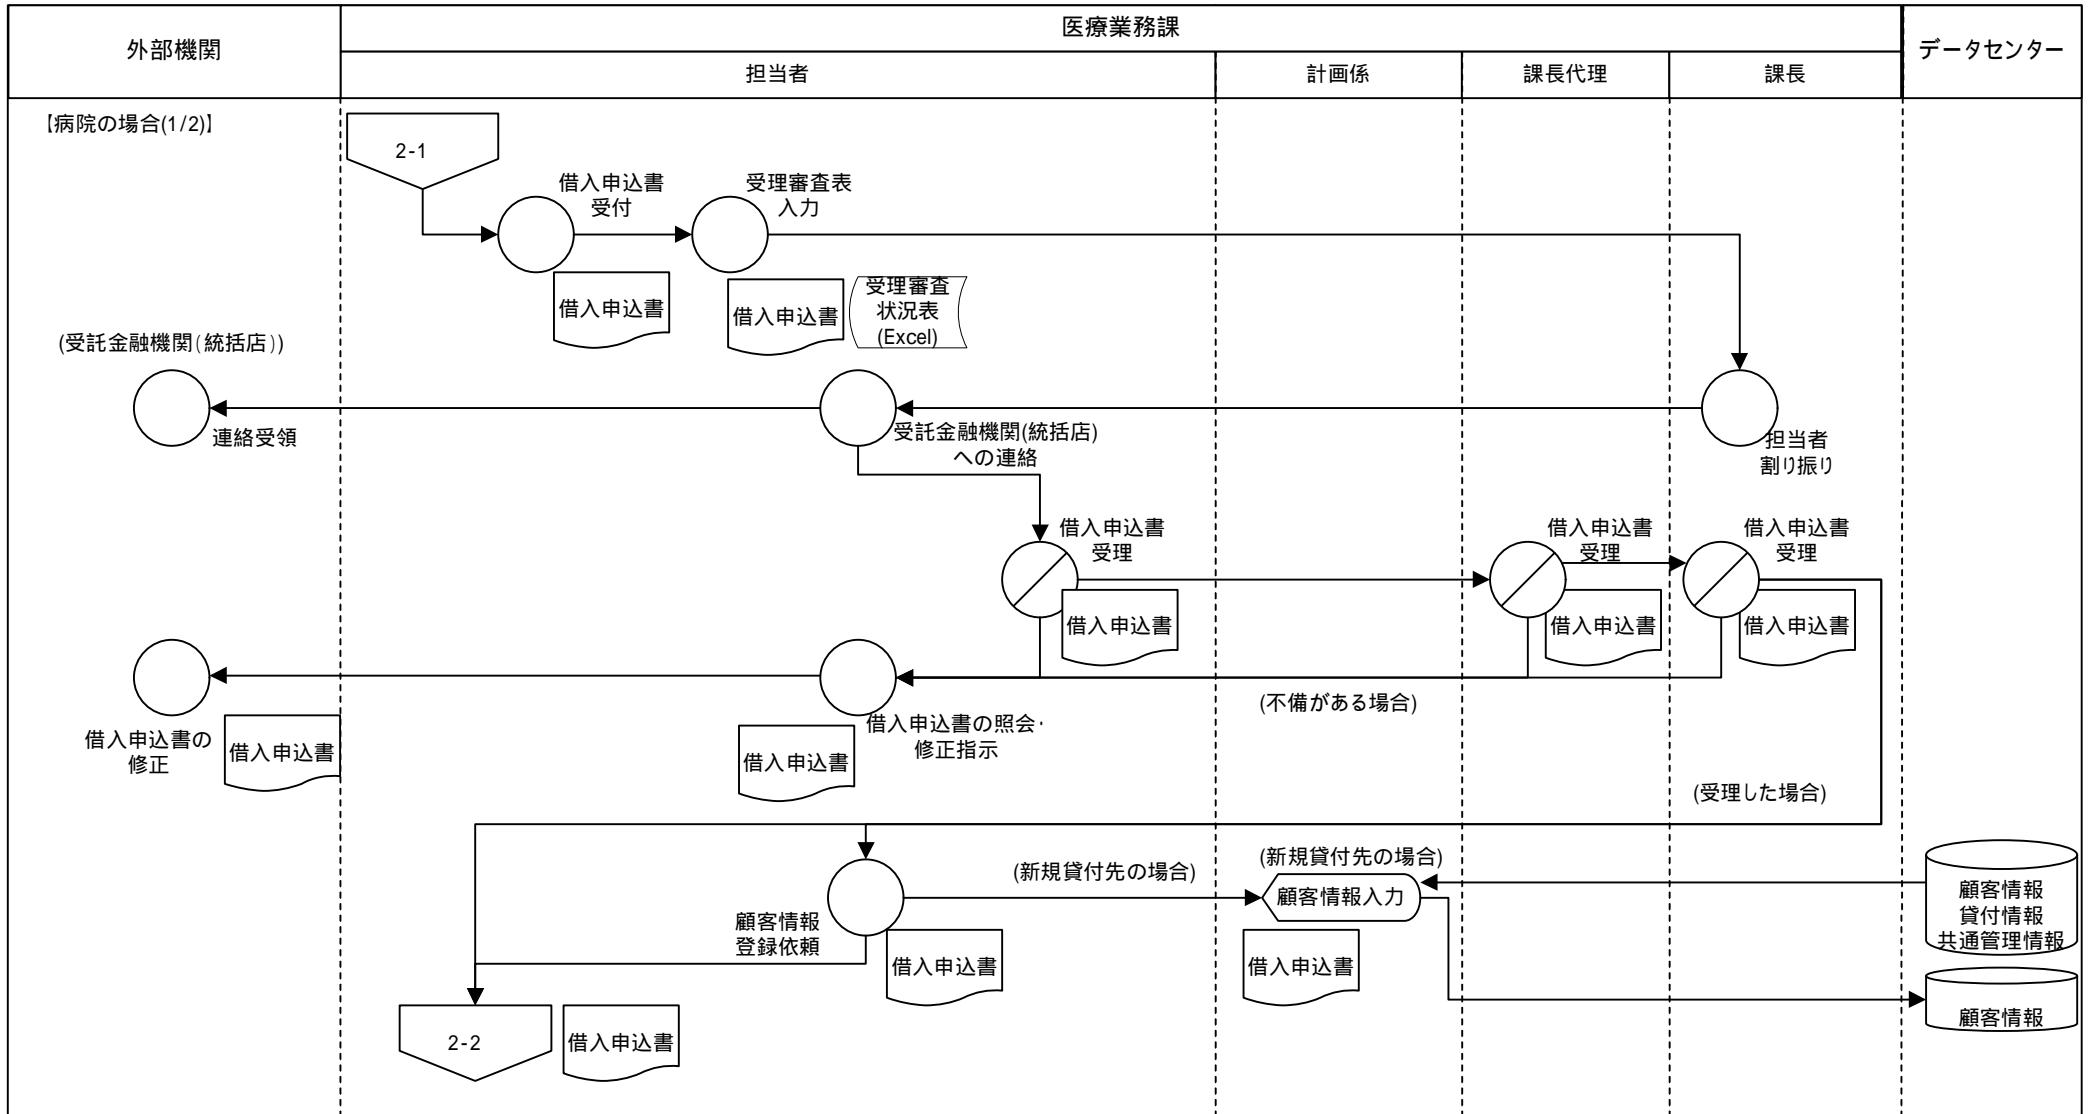 外部機関
医療業務課
データセンター
担当者
計画係
課長代理
課長
【病院の場合(1/2)】
2-1
借入申込書
受付
受理審査表
入力
借入申込書
借入申込書
受理審査
状況表
(Excel)
(受託金融機関(統括店))
連絡受領
受託金融機関(統括店)
への連絡
担当者
割り振り
借入申込書
受理
借入申込書
受理
借入申込書
受理
借入申込書
借入申込書
借入申込書
借入申込書の
修正
借入申込書
借入申込書
借入申込書の照会・
修正指示
(不備がある場合)
(受理した場合)
(新規貸付先の場合)
(新規貸付先の場合)
顧客情報入力
顧客情報
貸付情報
共通管理情報
顧客情報
登録依頼
借入申込書
借入申込書
顧客情報
2-2
借入申込書